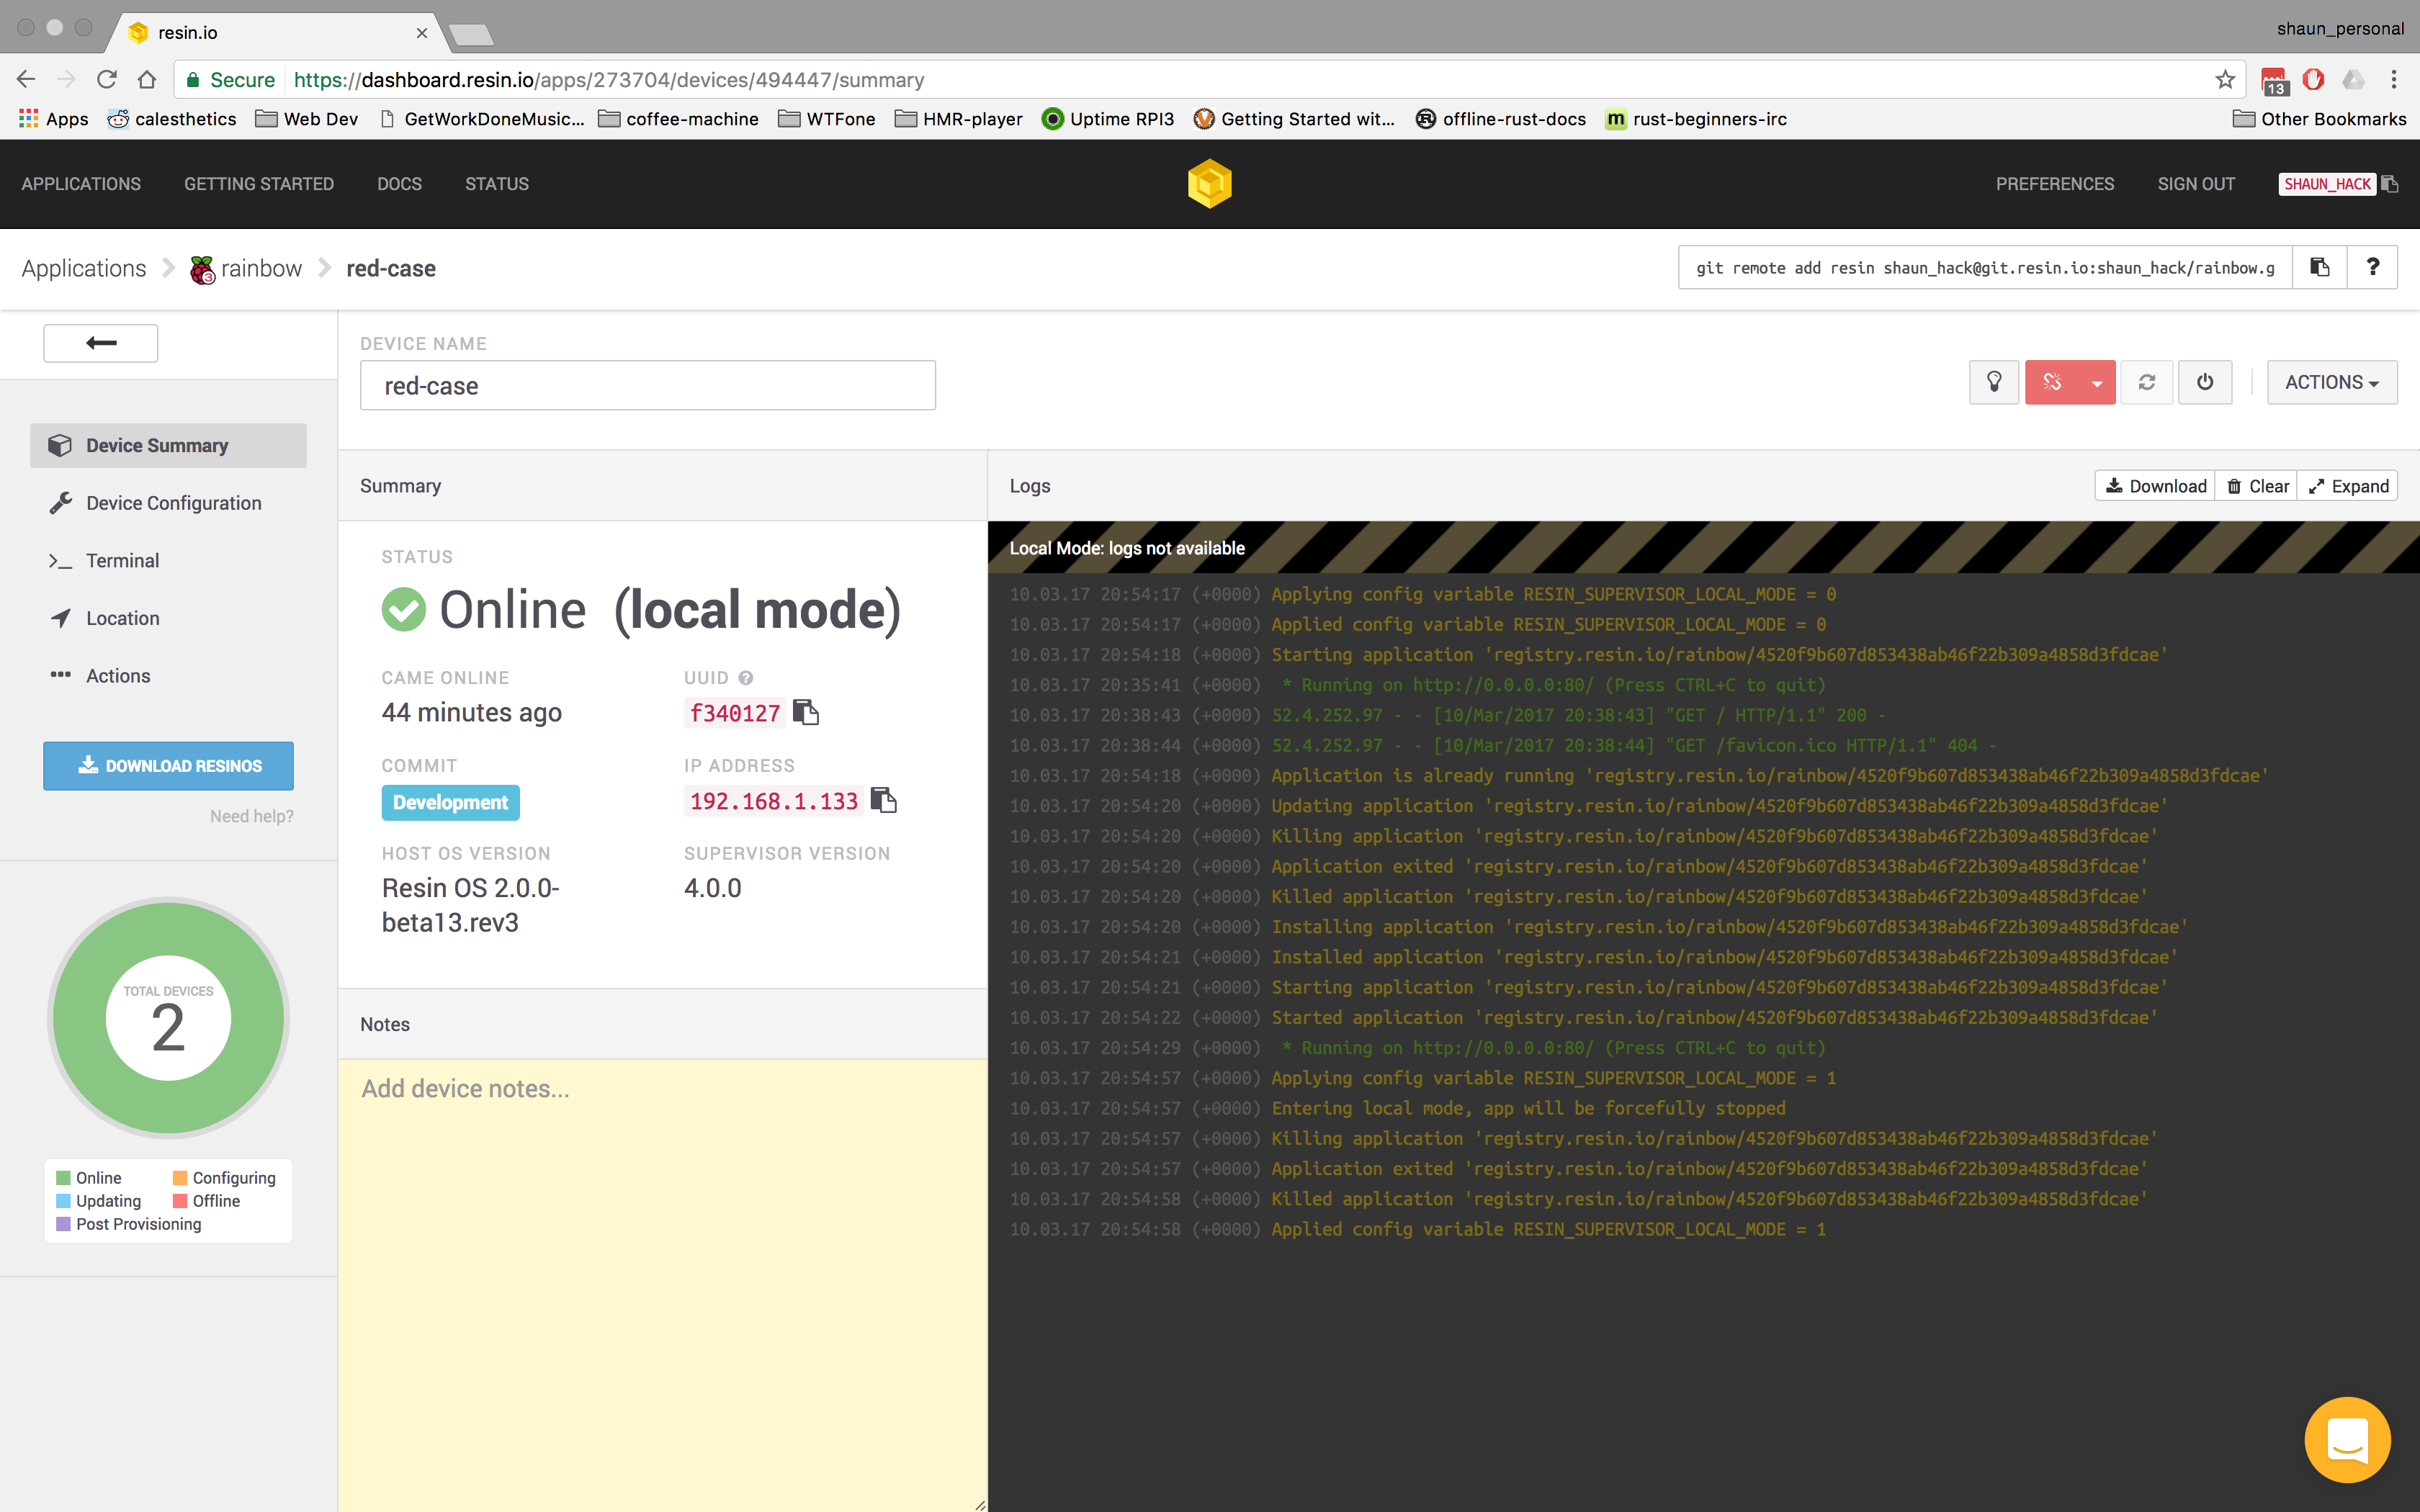 resin.io
shaun_personal
Secure https://dashboard.resin.io/apps/273704/devices/494447/summary
13
Apps calesthetics Web Dev GetWorkDoneMusic... coffee-machine WTFone HMR-player Uptime RPI3 Getting Started wit... offline-rust-docs m rust-beginners-irc Other Bookmarks
APPLICATIONS GETTING STARTED DOCS STATUS PREFERENCES SIGN OUT SHAUN_HACK
Applications 3 rainbow red-case git remote add resin shaun_hack@git.resin.io:shaun_hack/rainbow.g ?
DEVICE NAME
red-case
ACTIONS
Device Summary
Device Configuration
Terminal
Location
Actions
DOWNLOAD RESINOS
Need help?
TOTAL DEVICES
2
Online Configuring
Updating Offline
Post Provisioning
Summary
STATUS
Online (local mode)
CAME ONLINE UUID ?
44 minutes ago f340127
COMMIT IP ADDRESS
Development 192.168.1.133
HOST OS VERSION SUPERVISOR VERSION
Resin OS 2.0.0- 4.0.0
beta13.rev3
Notes
Add device notes...
Logs Download Clear Expand
Local Mode: logs not available
10.03.17 20:54:17 (+0000) Applying config variable RESIN_SUPERVISOR_LOCAL_MODE = 0
10.03.17 20:54:17 (+0000) Applied config variable RESIN_SUPERVISOR_LOCAL_MODE = 0
10.03.17 20:54:18 (+0000) Starting application 'registry.resin.io/rainbow/4520f9b607d853438ab46f22b309a4858d3fdcae'
10.03.17 20:35:41 (+0000) * Running on http://0.0.0.0:80/ (Press CTRL+C to quit)
10.03.17 20:38:43 (+0000) 52.4.252.97 - - [10/Mar/2017 20:38:43] "GET / HTTP/1.1" 200 -
10.03.17 20:38:44 (+0000) 52.4.252.97 - - [10/Mar/2017 20:38:44] "GET /favicon.ico HTTP/1.1" 404 -
10.03.17 20:54:18 (+0000) Application is already running 'registry.resin.io/rainbow/4520f9b607d853438ab46f22b309a4858d3fdcae'
10.03.17 20:54:20 (+0000) Updating application 'registry.resin.io/rainbow/4520f9b607d853438ab46f22b309a4858d3fdcae'
10.03.17 20:54:20 (+0000) Killing application 'registry.resin.io/rainbow/4520f9b607d853438ab46f22b309a4858d3fdcae'
10.03.17 20:54:20 (+0000) Application exited 'registry.resin.io/rainbow/4520f9b607d853438ab46f22b309a4858d3fdcae'
10.03.17 20:54:20 (+0000) Killed application 'registry.resin.io/rainbow/4520f9b607d853438ab46f22b309a4858d3fdcae'
10.03.17 20:54:20 (+0000) Installing application 'registry.resin.io/rainbow/4520f9b607d853438ab46f22b309a4858d3fdcae'
10.03.17 20:54:21 (+0000) Installed application 'registry.resin.io/rainbow/4520f9b607d853438ab46f22b309a4858d3fdcae'
10.03.17 20:54:21 (+0000) Starting application 'registry.resin.io/rainbow/4520f9b607d853438ab46f22b309a4858d3fdcae'
10.03.17 20:54:22 (+0000) Started application 'registry.resin.io/rainbow/4520f9b607d853438ab46f22b309a4858d3fdcae'
10.03.17 20:54:29 (+0000) * Running on http://0.0.0.0:80/ (Press CTRL+C to quit)
10.03.17 20:54:57 (+0000) Applying config variable RESIN_SUPERVISOR_LOCAL_MODE = 1
10.03.17 20:54:57 (+0000) Entering local mode, app will be forcefully stopped
10.03.17 20:54:57 (+0000) Killing application 'registry.resin.io/rainbow/4520f9b607d853438ab46f22b309a4858d3fdcae'
10.03.17 20:54:57 (+0000) Application exited 'registry.resin.io/rainbow/4520f9b607d853438ab46f22b309a4858d3fdcae'
10.03.17 20:54:58 (+0000) Killed application 'registry.resin.io/rainbow/4520f9b607d853438ab46f22b309a4858d3fdcae'
10.03.17 20:54:58 (+0000) Applied config variable RESIN_SUPERVISOR_LOCAL_MODE = 1